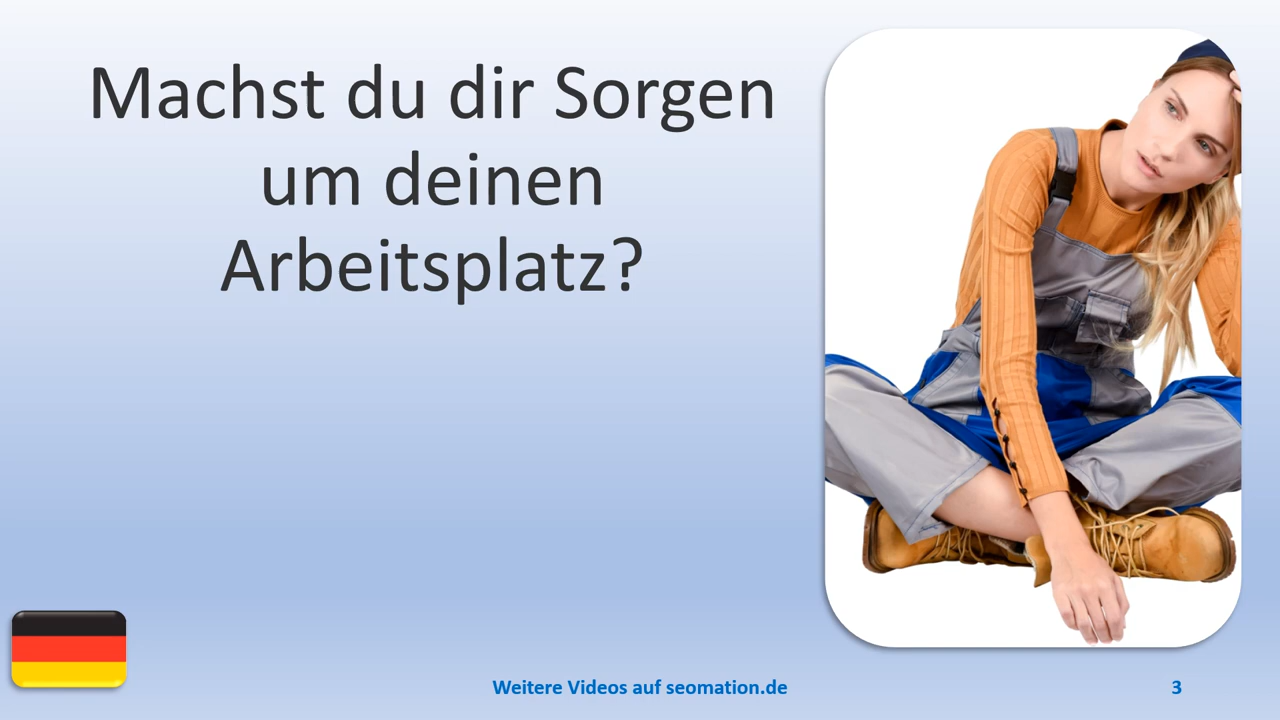 Machst du dir Sorgen
um deinen
Arbeitsplatz?
Weitere Videos auf seomation.de
3